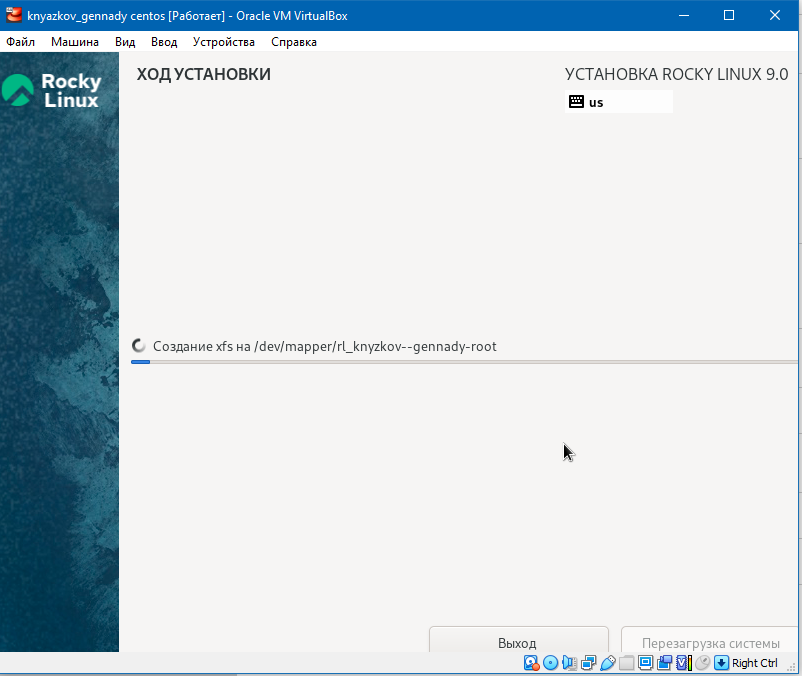 knyazkov_gennady centos [Работает] - Oracle VM VirtualBox
Файл Машина Вид Ввод Устройства Справка
Rocky
Linux
ХОД УСТАНОВКИ
УСТАНОВКА ROCKY LINUX 9.0
us
Создание xfs на /dev/mapper/rl_knyzkov--gennady-root
Выход
Перезагрузка системы
Right Ctrl